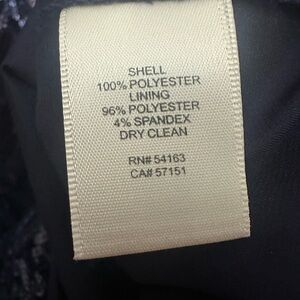 SHELL
100% POLYESTER
LINING
96% POLYESTER
4% SPANDEX
DRY CLEAN
RN# 54163
CA# 57151